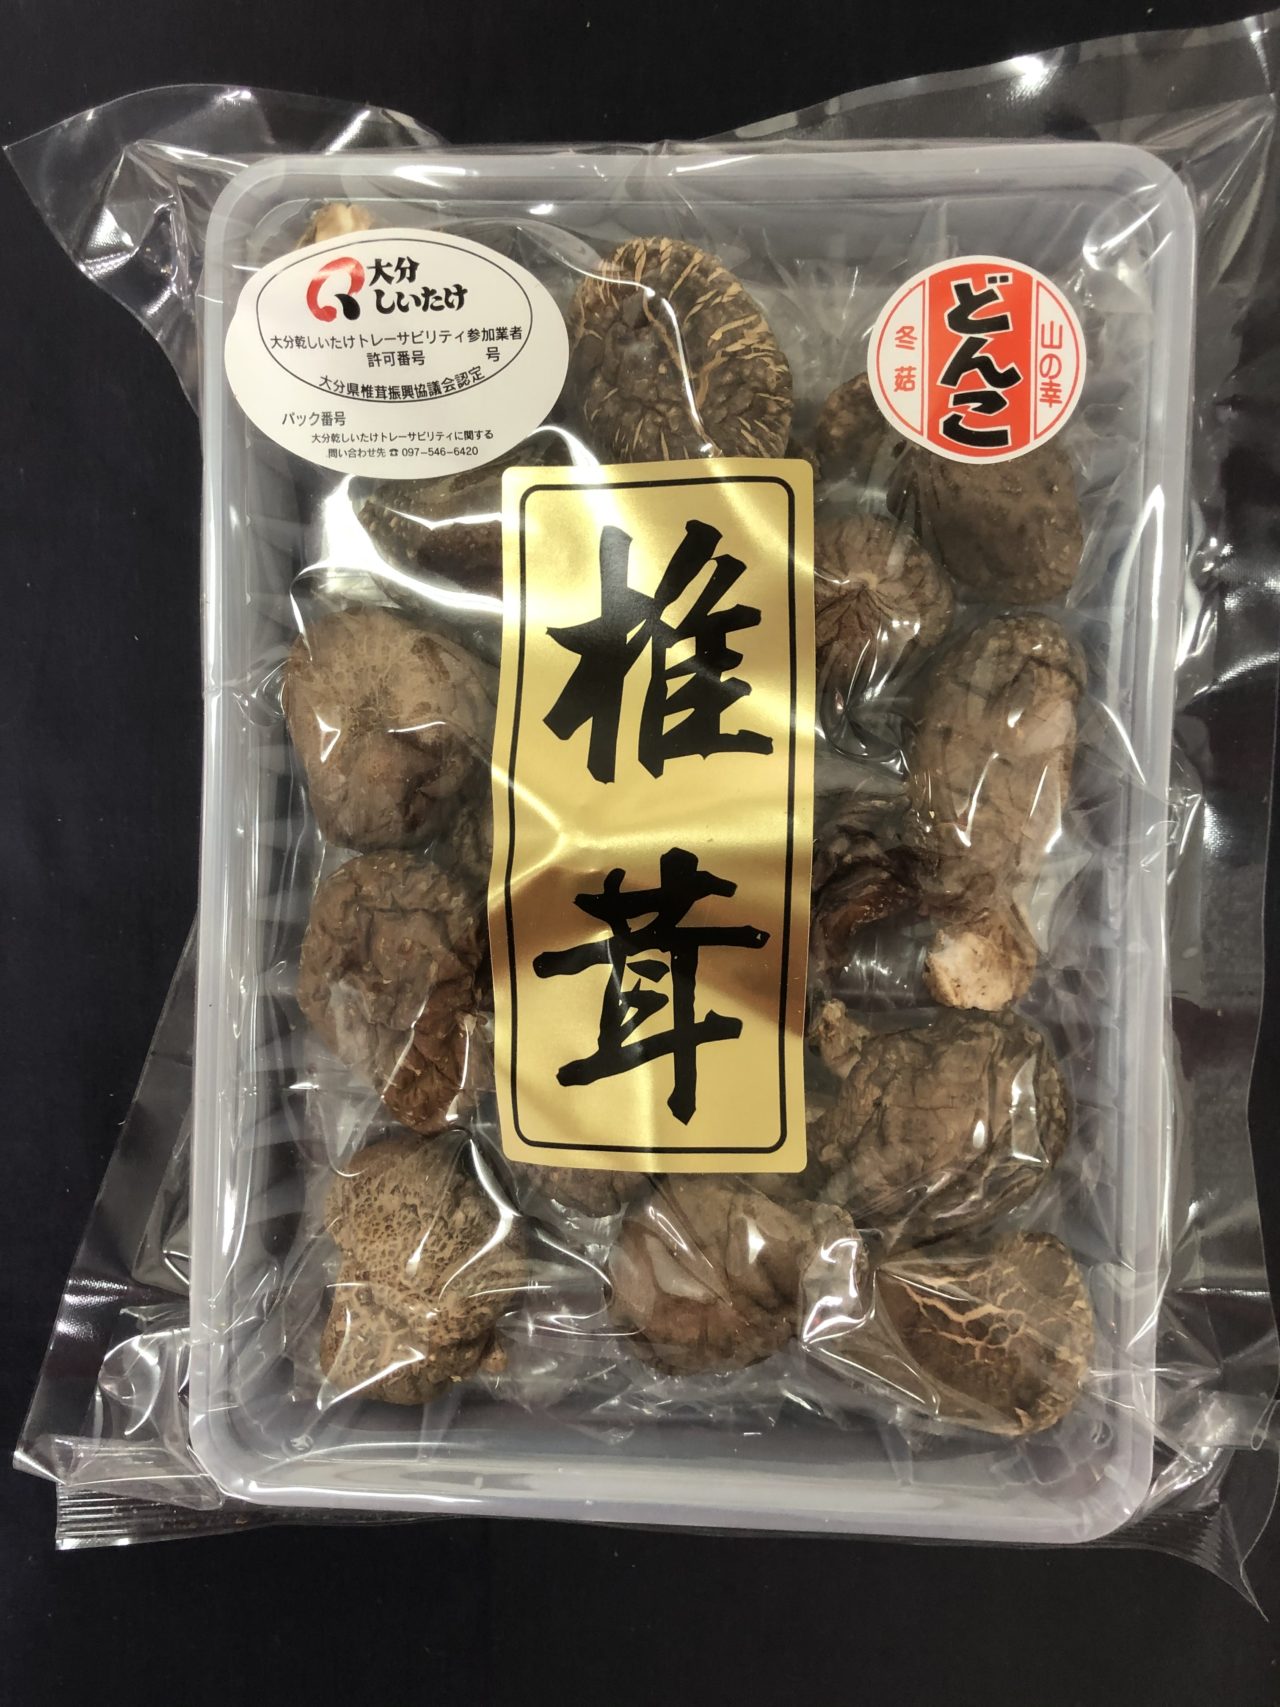 大分
しいたけ
大分乾しいたけトレーサビリティ参加業者
許可番号 号
大分県椎茸振興協議会認定
パック番号
大分乾しいたけトレーサビリティに関する
問い合わせ先 ☎ 097-546-6420
山の幸
どんこ
冬菇
椎茸